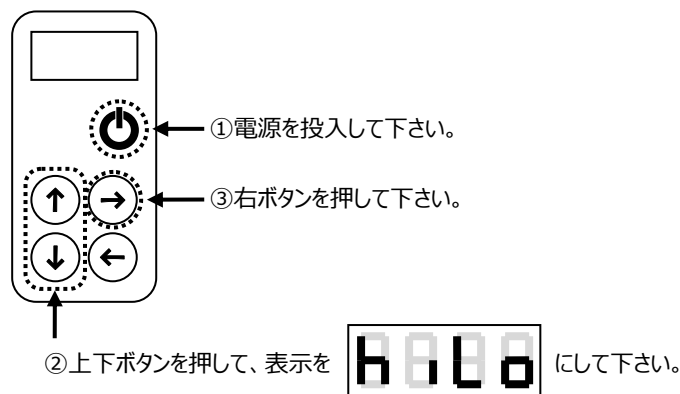 ①電源を投入して下さい。
③右ボタンを押して下さい。
②上下ボタンを押して、表示を hiLo にして下さい。